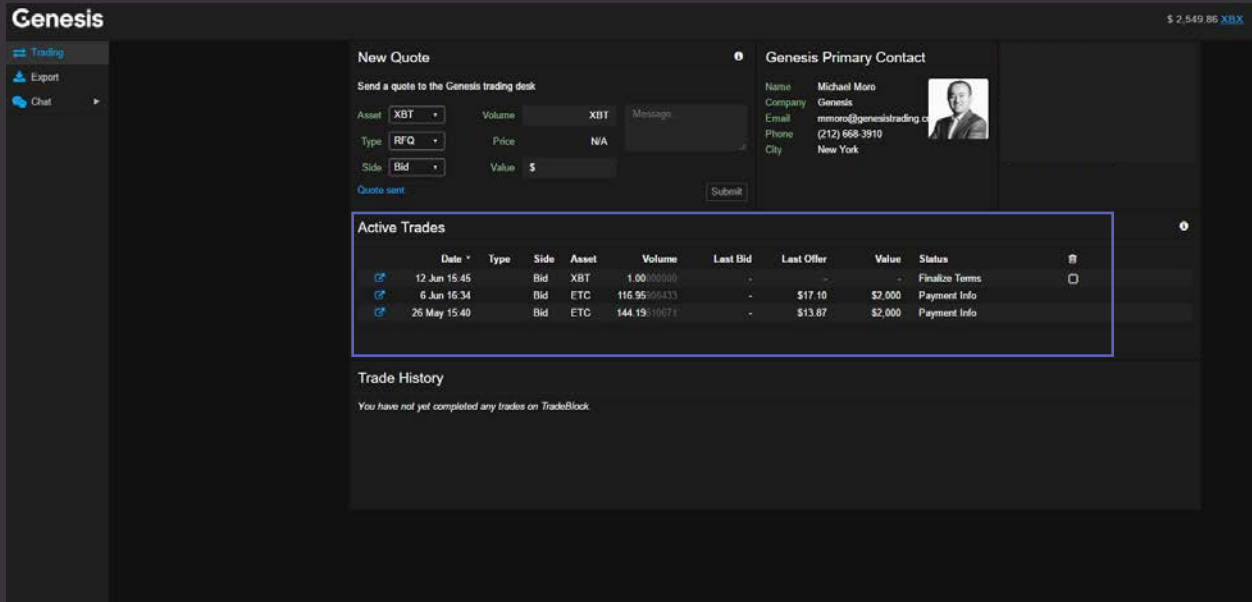 Genesis
$ 2,549.86 XBX
Trading
Export
Chat
New Quote
Send a quote to the Genesis trading desk
Asset XBT Volume XBT Message...
Type RFQ Price N/A
Side Bid Value $
Quote sent
Submit
Genesis Primary Contact
Name Michael Moro
Company Genesis
Email mmoro@genesistrading.c
Phone (212) 668-3910
City New York
Active Trades
Date Type Side Asset Volume Last Bid Last Offer Value Status
12 Jun 15:45 Bid XBT 1.00000000 - - - Finalize Terms
6 Jun 16:34 Bid ETC 116.95906433 - $17.10 $2,000 Payment Info
26 May 15:40 Bid ETC 144.19610671 - $13.87 $2,000 Payment Info
Trade History
You have not yet completed any trades on TradeBlock.